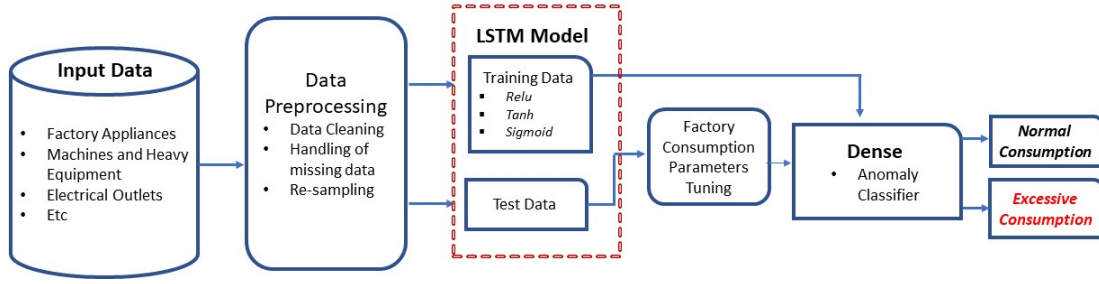 Input Data
• Factory Appliances
• Machines and Heavy
Equipment
• Electrical Outlets
• Etc
Data
Preprocessing
• Data Cleaning
• Handling of
missing data
• Re-sampling
LSTM Model
Training Data
▪ Relu
▪ Tanh
▪ Sigmoid
Test Data
Factory
Consumption
Parameters
Tuning
Dense
• Anomaly
Classifier
Normal
Consumption
Excessive
Consumption